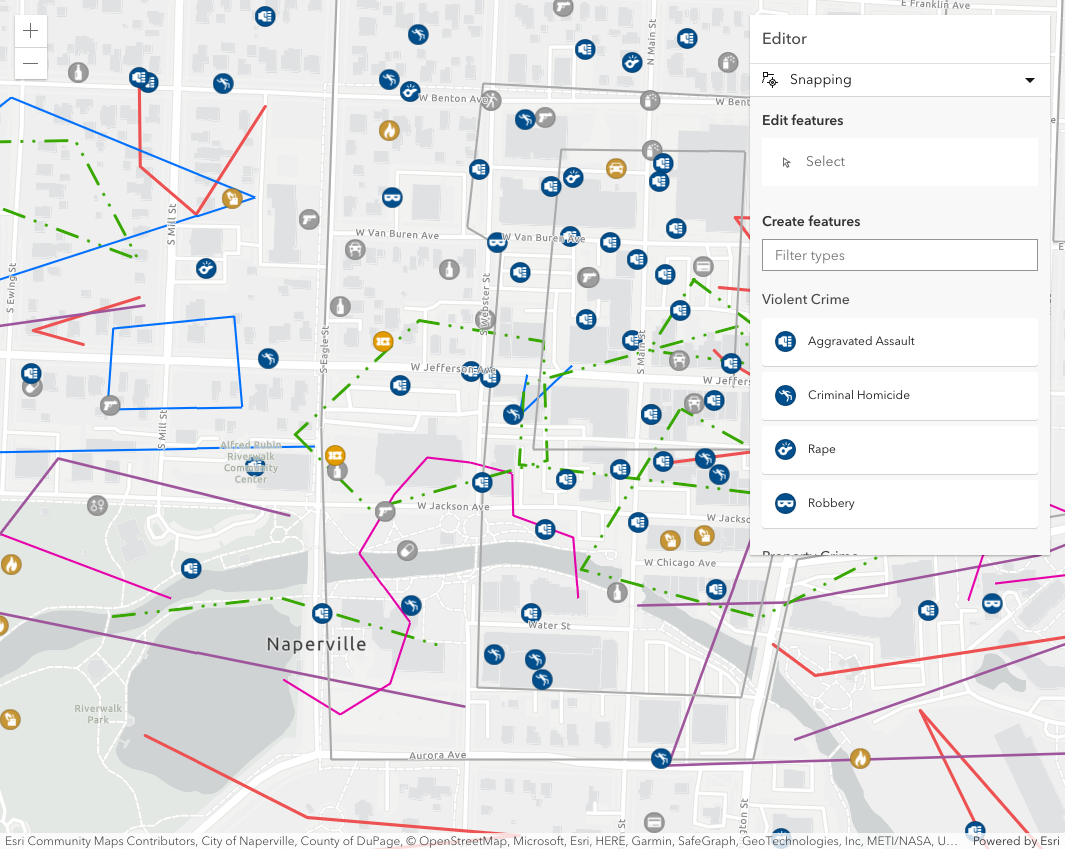 E Franklin Ave
N Main St
Editor
Snapping
W Benton Ave
W Bent
Edit features
Select
S Mill St
Create features
W Van Buren Ave
W Van Buren Ave
Filter types
S Ewing St
S Webster St
Violent Crime
S Eagle St
S Main St
Aggravated Assault
W Jefferson Ave
W Jeffers
Criminal Homicide
S Mill St
Alfred Rubin
Riverwalk
Community
Center
Rape
W Jackson Ave
W Jackso
Robbery
W Chicago Ave
Property Crime
Water St
Naperville
Riverwalk
Park
Aurora Ave
ngton St
Esri Community Maps Contributors, City of Naperville, County of DuPage, © OpenStreetMap, Microsoft, Esri, HERE, Garmin, SafeGraph, GeoTechnologies, Inc, METI/NASA, U... Powered by Esri